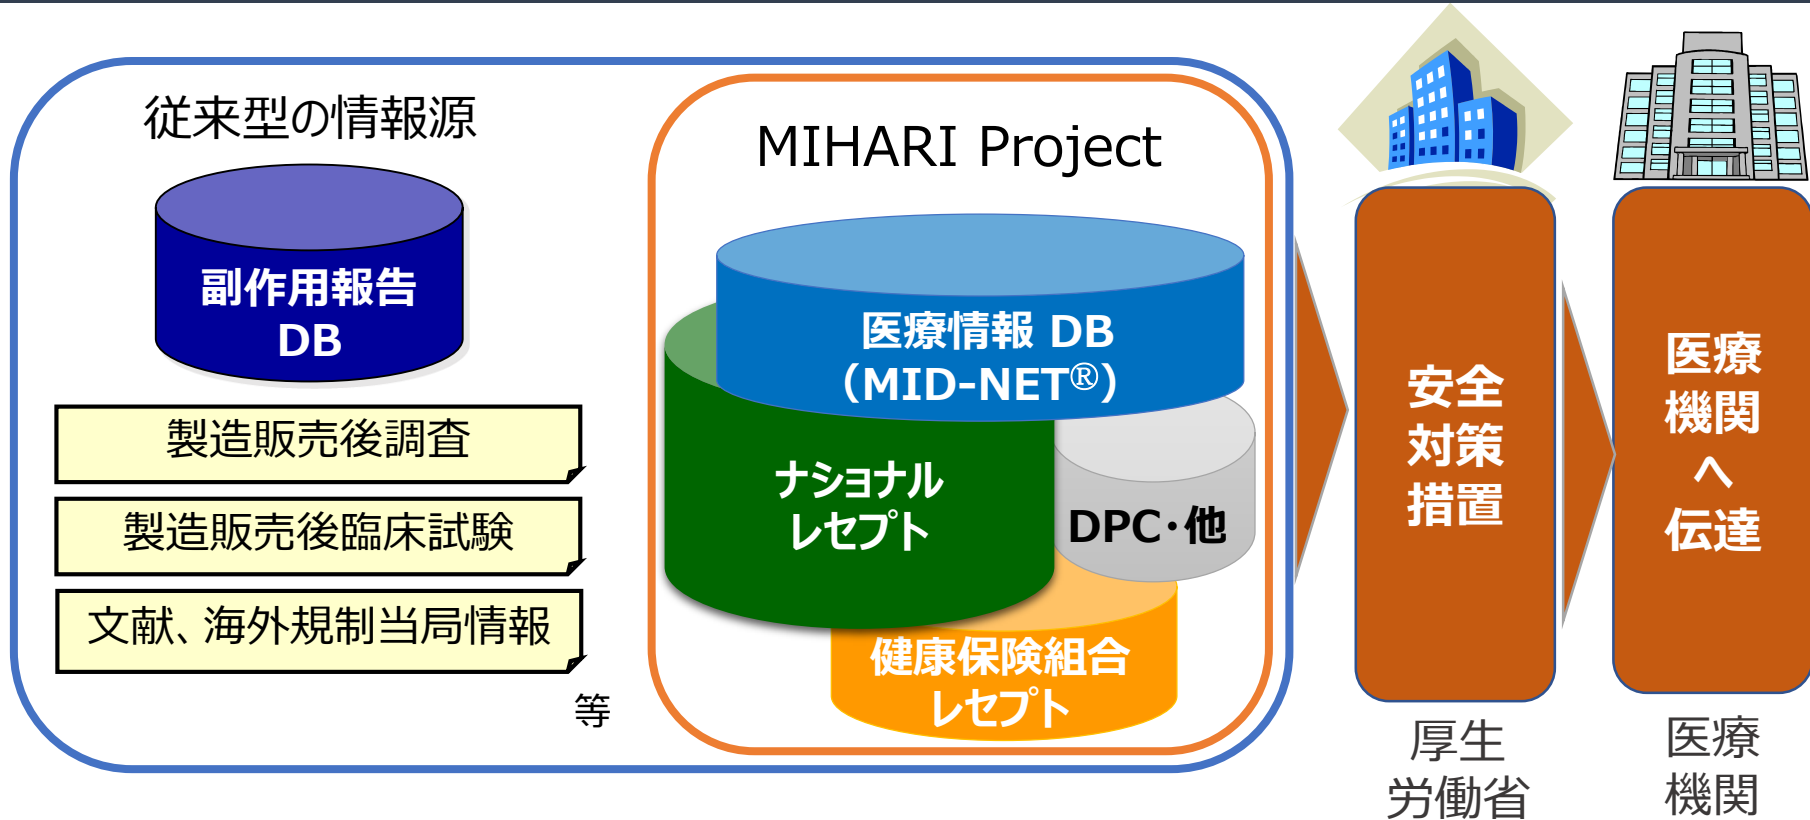 従来型の情報源
副作用報告
DB
製造販売後調査
製造販売後臨床試験
文献、海外規制当局情報
等
MIHARI Project
医療情報 DB
（MID-NET®）
ナショナル
レセプト
DPC・他
健康保険組合
レセプト
安全
対策
措置
厚生
労働省
医療
機関
へ
伝達
医療
機関